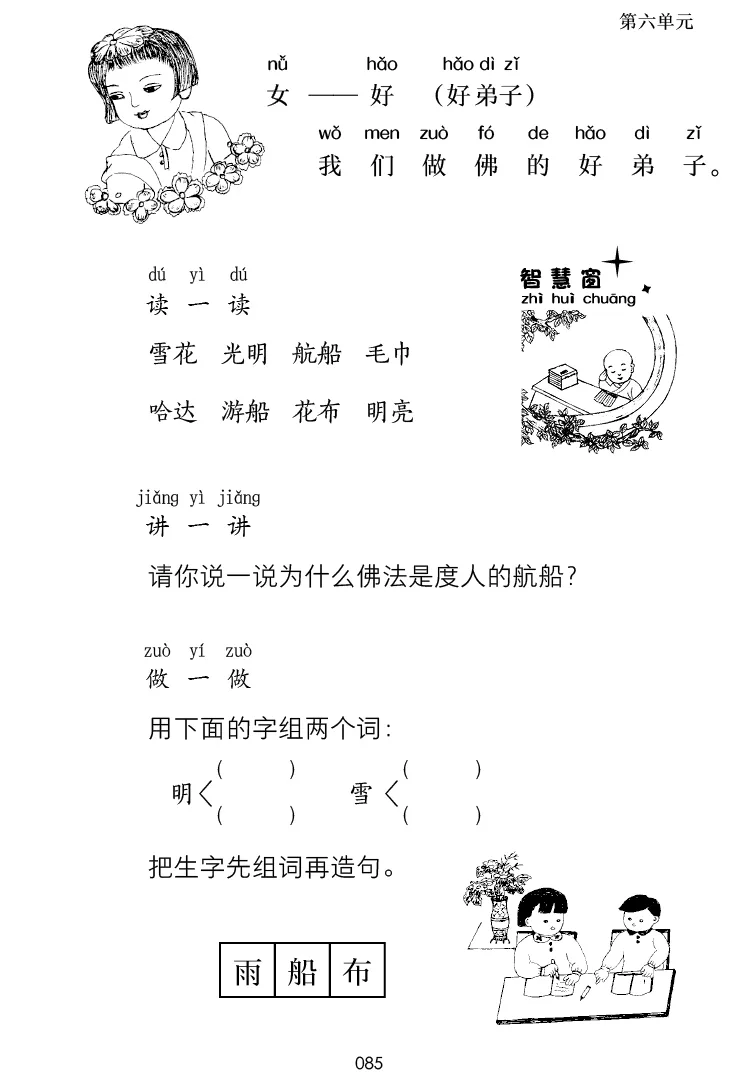 第六单元
nǚ hǎo hǎo dì zǐ
女 —— 好 （好弟子）
wǒ men zuò fó de hǎo dì zǐ
我们做佛的好弟子。
dú yì dú
读一读
智慧窗
zhì huì chuāng
雪花 光明 航船 毛巾
哈达 游船 花布 明亮
jiǎng yì jiǎng
讲一讲
请你说一说为什么佛法是度人的航船？
zuò yí zuò
做一做
用下面的字组两个词：
( ) ( )
明< 雪<
( ) ( )
把生字先组词再造句。
雨 船 布
085